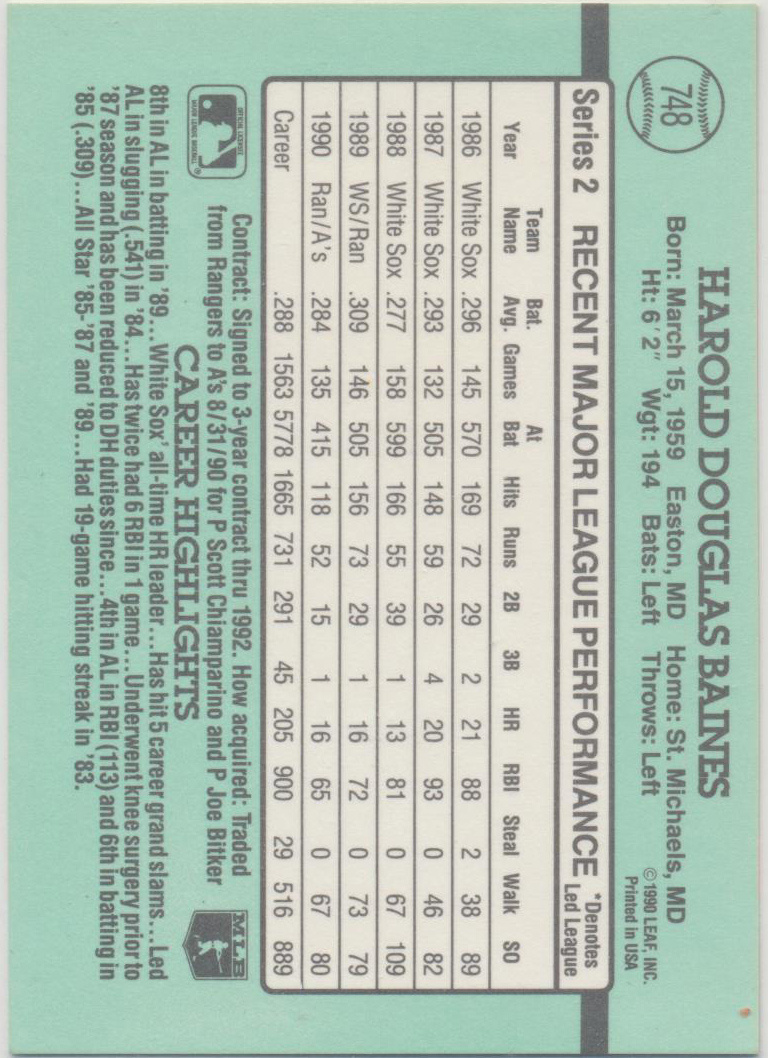 748
HAROLD DOUGLAS BAINES
Born: March 15, 1959 Easton, MD Home: St. Michaels, MD
Ht: 6'2" Wgt: 194 Bats: Left Throws: Left
©1990 LEAF, INC.
Printed in USA
Series 2 RECENT MAJOR LEAGUE PERFORMANCE *Denotes Led League
Year Team Name Bat. Avg. Games At Bat Hits Runs 2B 3B HR RBI Steal Walk SO
1986 White Sox .296 145 570 169 72 29 2 21 88 2 38 89
1987 White Sox .293 132 505 148 59 26 4 20 93 0 46 82
1988 White Sox .277 158 599 166 55 39 1 13 81 0 67 109
1989 WS/Ran .309 146 505 156 73 29 1 16 72 0 73 79
1990 Ran/A's .284 135 415 118 52 15 1 16 65 0 67 80
Career .288 1563 5778 1665 731 291 45 205 900 29 516 889
OFFICIAL LICENSEE
MAJOR LEAGUE BASEBALL
Contract: Signed to 3-year contract thru 1992. How acquired: Traded
from Rangers to A's 8/31/90 for P Scott Chiamparino and P Joe Bitker
MLB
CAREER HIGHLIGHTS
8th in AL in batting in '89...White Sox' all-time HR leader...Has hit 5 career grand slams...Led
AL in slugging (.541) in '84...Has twice had 6 RBI in 1 game...Underwent knee surgery prior to
'87 season and has been reduced to DH duties since...4th in AL in RBI (113) and 6th in batting in
'85 (.309)...All Star '85-'87 and '89...Had 19-game hitting streak in '83.